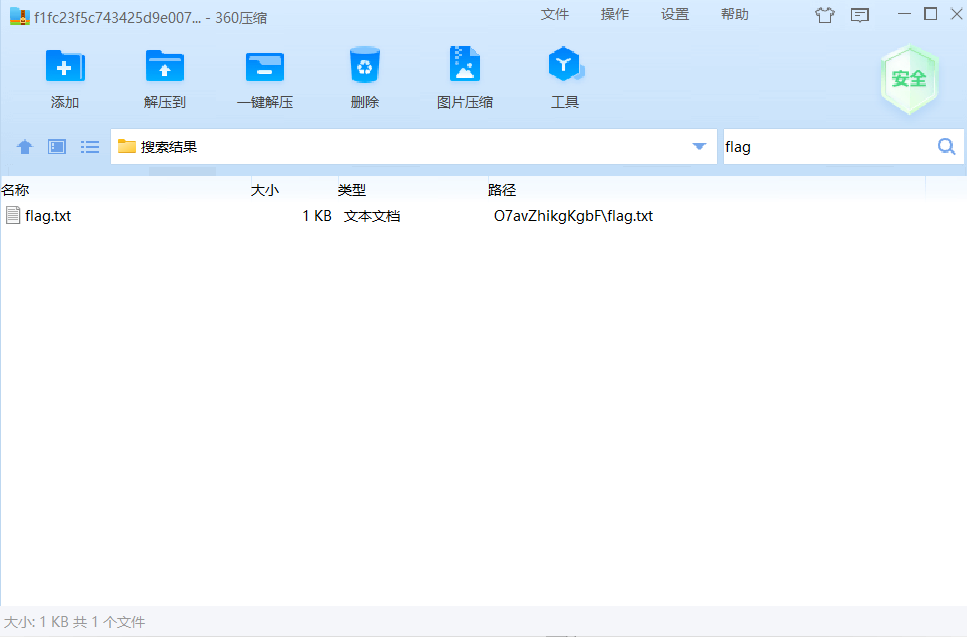 f1fc23f5c743425d9e007... - 360压缩
文件 操作 设置 帮助
添加 解压到 一键解压 删除 图片压缩 工具
安全
搜索结果 flag
名称 大小 类型 路径
flag.txt 1 KB 文本文档 O7avZhikgKgbF\flag.txt
大小: 1 KB 共 1 个文件